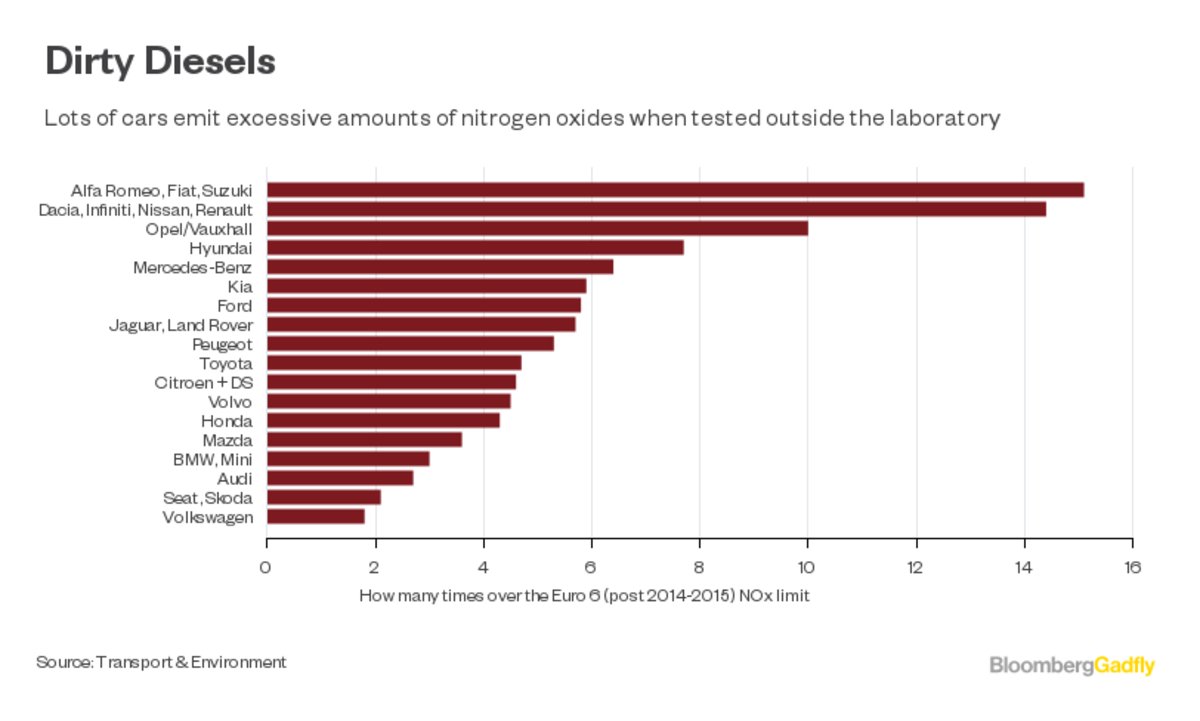 Dirty Diesels
Lots of cars emit excessive amounts of nitrogen oxides when tested outside the laboratory
Alfa Romeo, Fiat, Suzuki
Dacia, Infiniti, Nissan, Renault
Opel/Vauxhall
Hyundai
Mercedes-Benz
Kia
Ford
Jaguar, Land Rover
Peugeot
Toyota
Citroen + DS
Volvo
Honda
Mazda
BMW, Mini
Audi
Seat, Skoda
Volkswagen
0 2 4 6 8 10 12 14 16
How many times over the Euro 6 (post 2014-2015) NOx limit
Source: Transport & Environment
BloombergGadfly